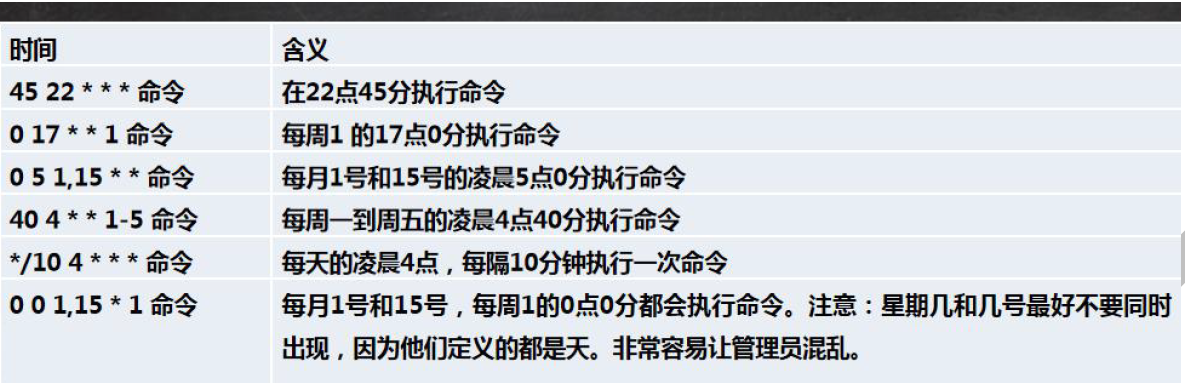 时间 含义
45 22 * * * 命令 在22点45分执行命令
0 17 * * 1 命令 每周1 的17点0分执行命令
0 5 1,15 * * 命令 每月1号和15号的凌晨5点0分执行命令
40 4 * * 1-5 命令 每周一到周五的凌晨4点40分执行命令
*/10 4 * * * 命令 每天的凌晨4点，每隔10分钟执行一次命令
0 0 1,15 * 1 命令 每月1号和15号，每周1的0点0分都会执行命令。注意：星期几和几号最好不要同时
出现，因为他们定义的都是天。非常容易让管理员混乱。